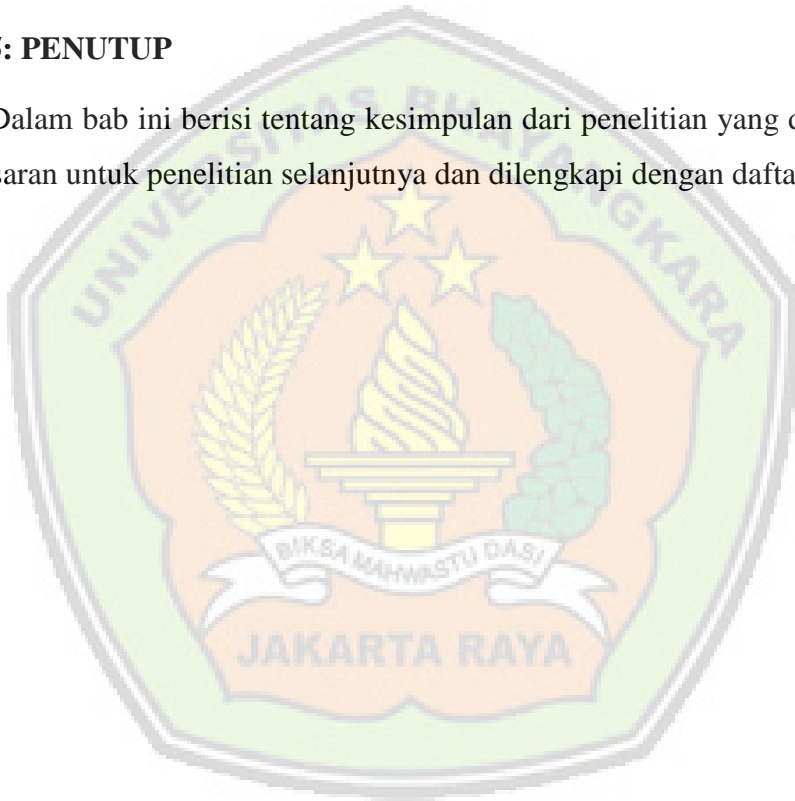 5: PENUTUP
Dalam bab ini berisi tentang kesimpulan dari penelitian yang
saran untuk penelitian selanjutnya dan dilengkapi dengan
UNIVERSITAS BHAYANGKARA
BIKSA MAHWASTU DASI
JAKARTA RAYA